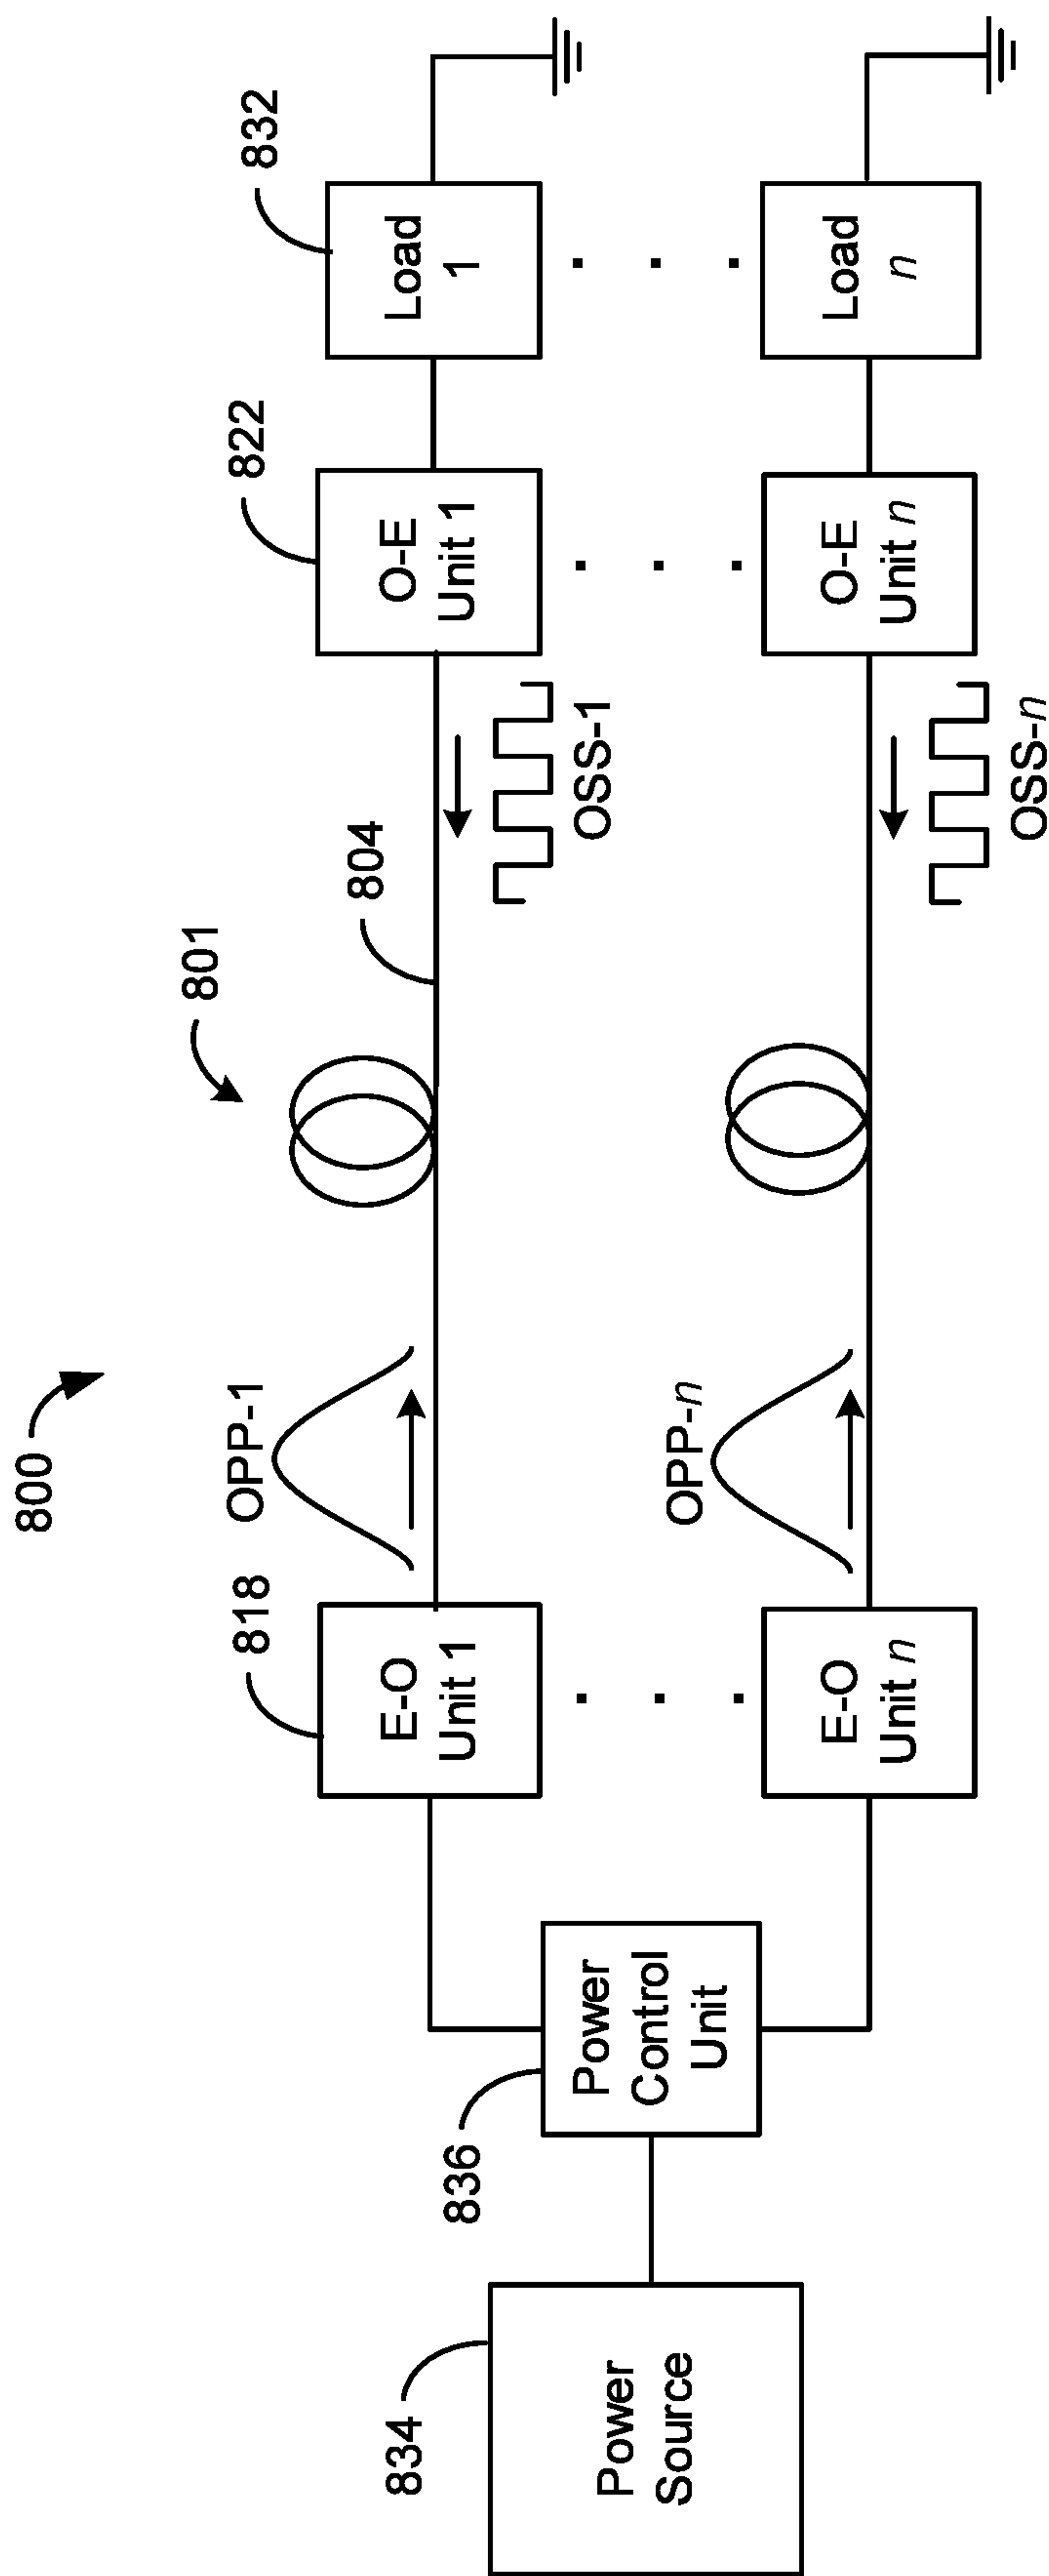 800
801
834
Power
Source
836
Power
Control
Unit
818
E-O
Unit 1
OPP-1
804
OSS-1
822
O-E
Unit 1
832
Load
1
E-O
Unit n
OPP-n
OSS-n
O-E
Unit n
Load
n